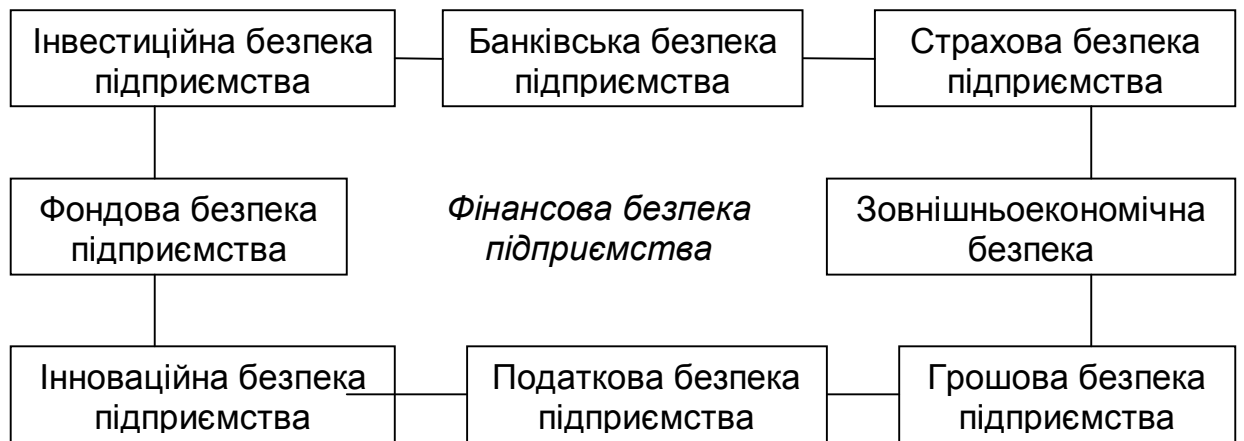 Інвестиційна безпека
підприємства
Банківська безпека
підприємства
Страхова безпека
підприємства
Фондова безпека
підприємства
Фінансова безпека
підприємства
Зовнішньоекономічна
безпека
Інноваційна безпека
підприємства
Податкова безпека
підприємства
Грошова безпека
підприємства